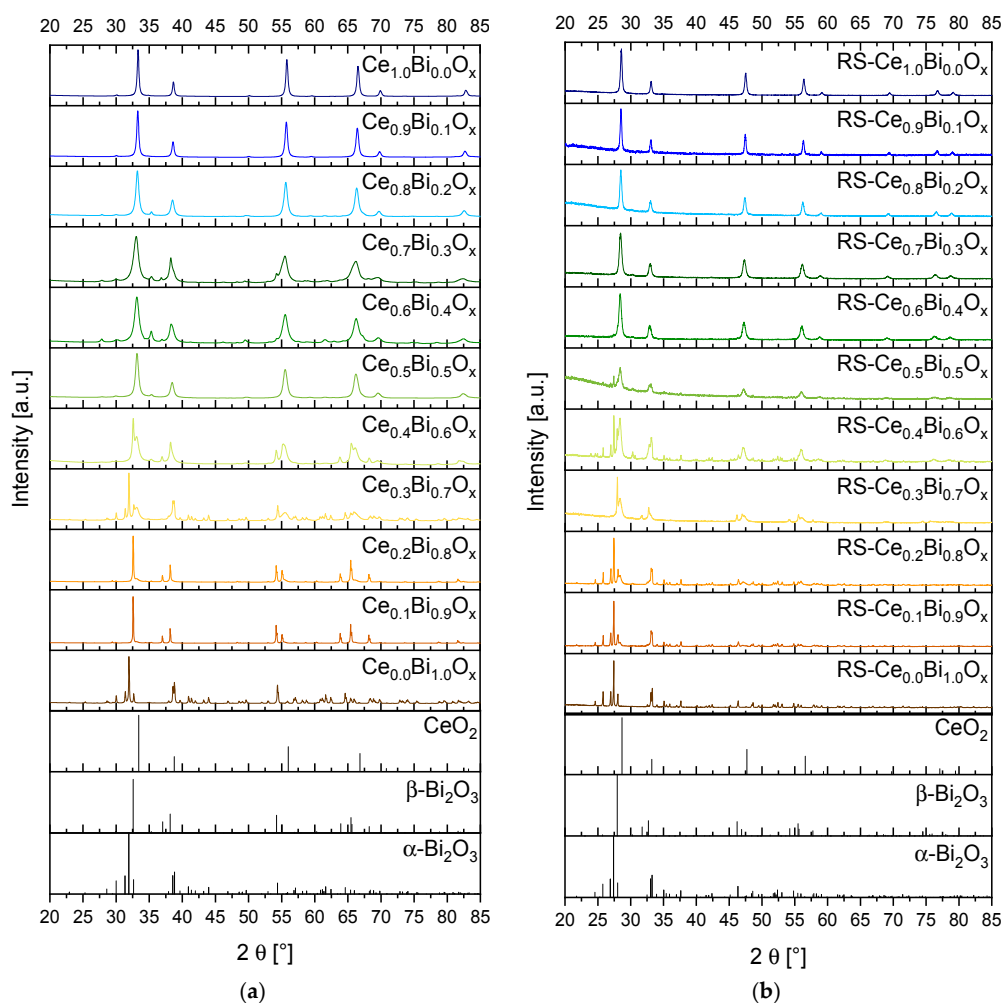 20 25 30 35 40 45 50 55 60 65 70 75 80 85
Ce1.0Bi0.0Ox
Ce0.9Bi0.1Ox
Ce0.8Bi0.2Ox
Ce0.7Bi0.3Ox
Ce0.6Bi0.4Ox
Ce0.5Bi0.5Ox
Ce0.4Bi0.6Ox
Ce0.3Bi0.7Ox
Ce0.2Bi0.8Ox
Ce0.1Bi0.9Ox
Ce0.0Bi1.0Ox
CeO2
β-Bi2O3
α-Bi2O3
Intensity [a.u.]
20 25 30 35 40 45 50 55 60 65 70 75 80 85
2 θ [°]
(a)
20 25 30 35 40 45 50 55 60 65 70 75 80 85
RS-Ce1.0Bi0.0Ox
RS-Ce0.9Bi0.1Ox
RS-Ce0.8Bi0.2Ox
RS-Ce0.7Bi0.3Ox
RS-Ce0.6Bi0.4Ox
RS-Ce0.5Bi0.5Ox
RS-Ce0.4Bi0.6Ox
RS-Ce0.3Bi0.7Ox
RS-Ce0.2Bi0.8Ox
RS-Ce0.1Bi0.9Ox
RS-Ce0.0Bi1.0Ox
CeO2
β-Bi2O3
α-Bi2O3
Intensity [a.u.]
20 25 30 35 40 45 50 55 60 65 70 75 80 85
2 θ [°]
(b)